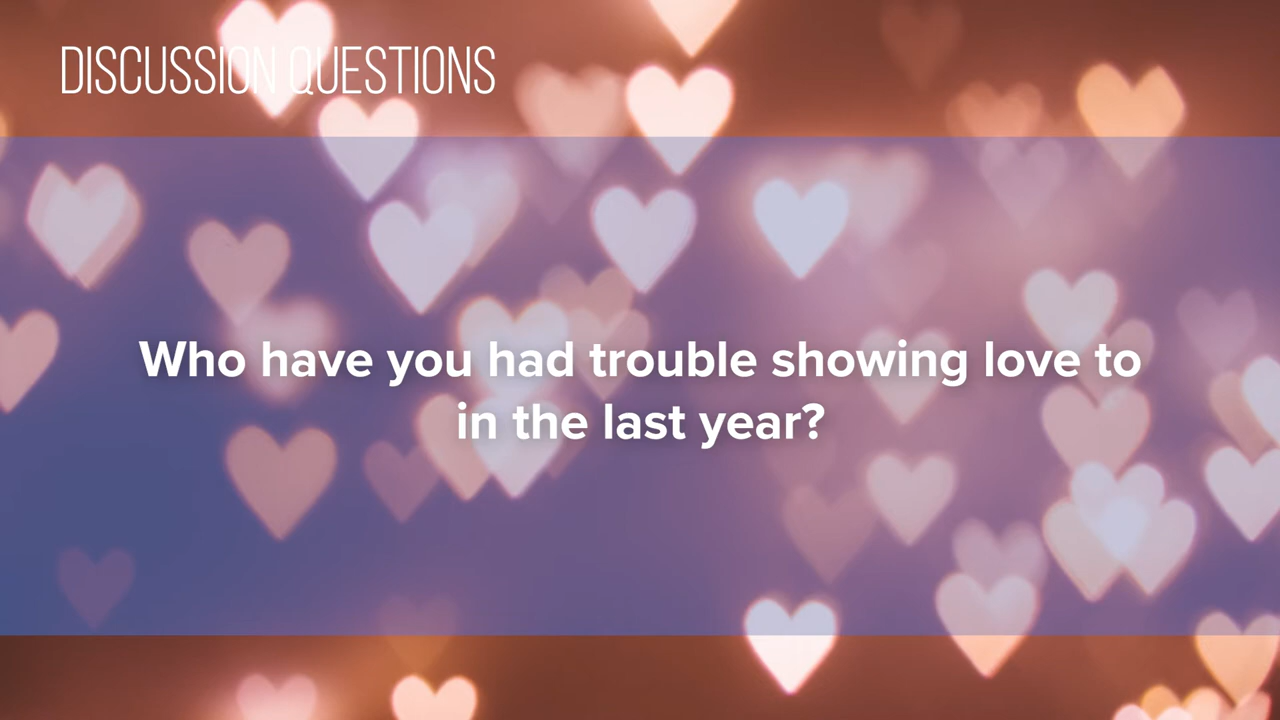 DISCUSSION QUESTIONS
Who have you had trouble showing love to
in the last year?